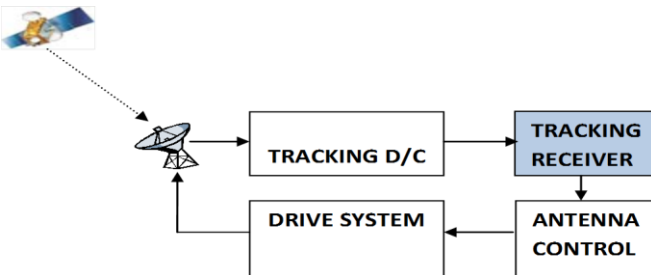 TRACKING D/C
TRACKING
RECEIVER
DRIVE SYSTEM
ANTENNA
CONTROL